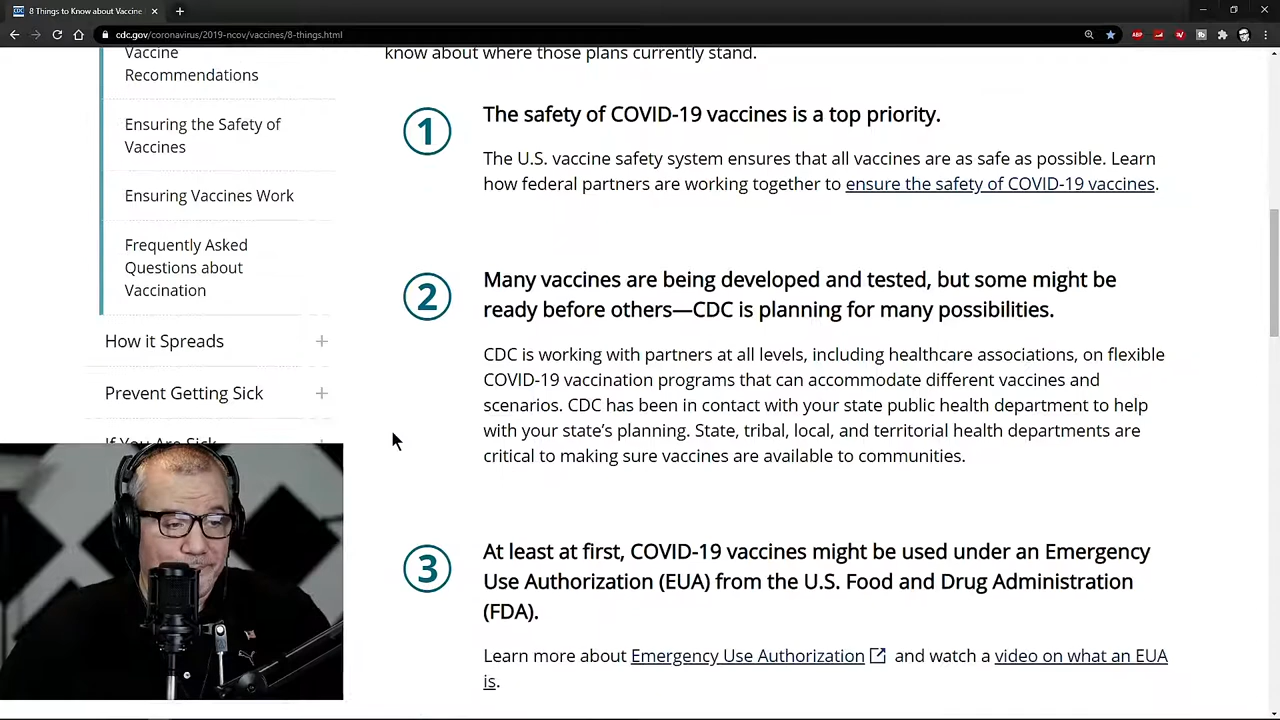 8 Things to Know about Vaccine
cdc.gov/coronavirus/2019-ncov/vaccines/8-things.html
know about where those plans currently stand.
Vaccine
Recommendations
Ensuring the Safety of
Vaccines
Ensuring Vaccines Work
Frequently Asked
Questions about
Vaccination
How it Spreads
Prevent Getting Sick
If You Are Sick
1
The safety of COVID-19 vaccines is a top priority.
The U.S. vaccine safety system ensures that all vaccines are as safe as possible. Learn
how federal partners are working together to ensure the safety of COVID-19 vaccines.
2
Many vaccines are being developed and tested, but some might be
ready before others—CDC is planning for many possibilities.
CDC is working with partners at all levels, including healthcare associations, on flexible
COVID-19 vaccination programs that can accommodate different vaccines and
scenarios. CDC has been in contact with your state public health department to help
with your state's planning. State, tribal, local, and territorial health departments are
critical to making sure vaccines are available to communities.
3
At least at first, COVID-19 vaccines might be used under an Emergency
Use Authorization (EUA) from the U.S. Food and Drug Administration
(FDA).
Learn more about Emergency Use Authorization and watch a video on what an EUA
is.